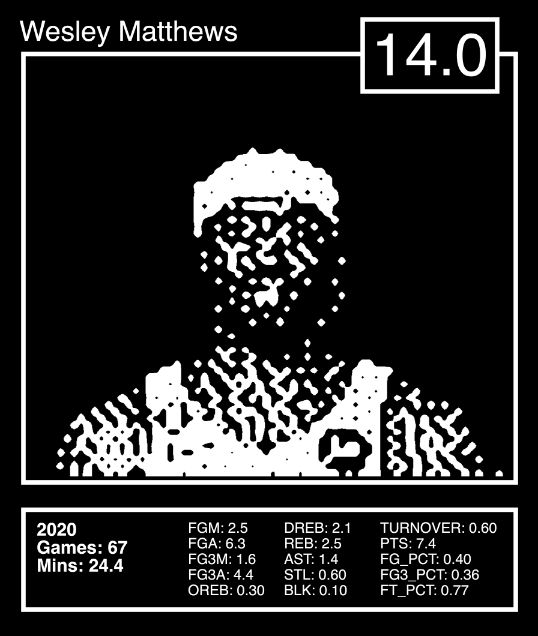 Wesley Matthews
14.0
2020
Games: 67
Mins: 24.4
FGM: 2.5
FGA: 6.3
FG3M: 1.6
FG3A: 4.4
OREB: 0.30
DREB: 2.1
REB: 2.5
AST: 1.4
STL: 0.60
BLK: 0.10
TURNOVER: 0.60
PTS: 7.4
FG_PCT: 0.40
FG3_PCT: 0.36
FT_PCT: 0.77